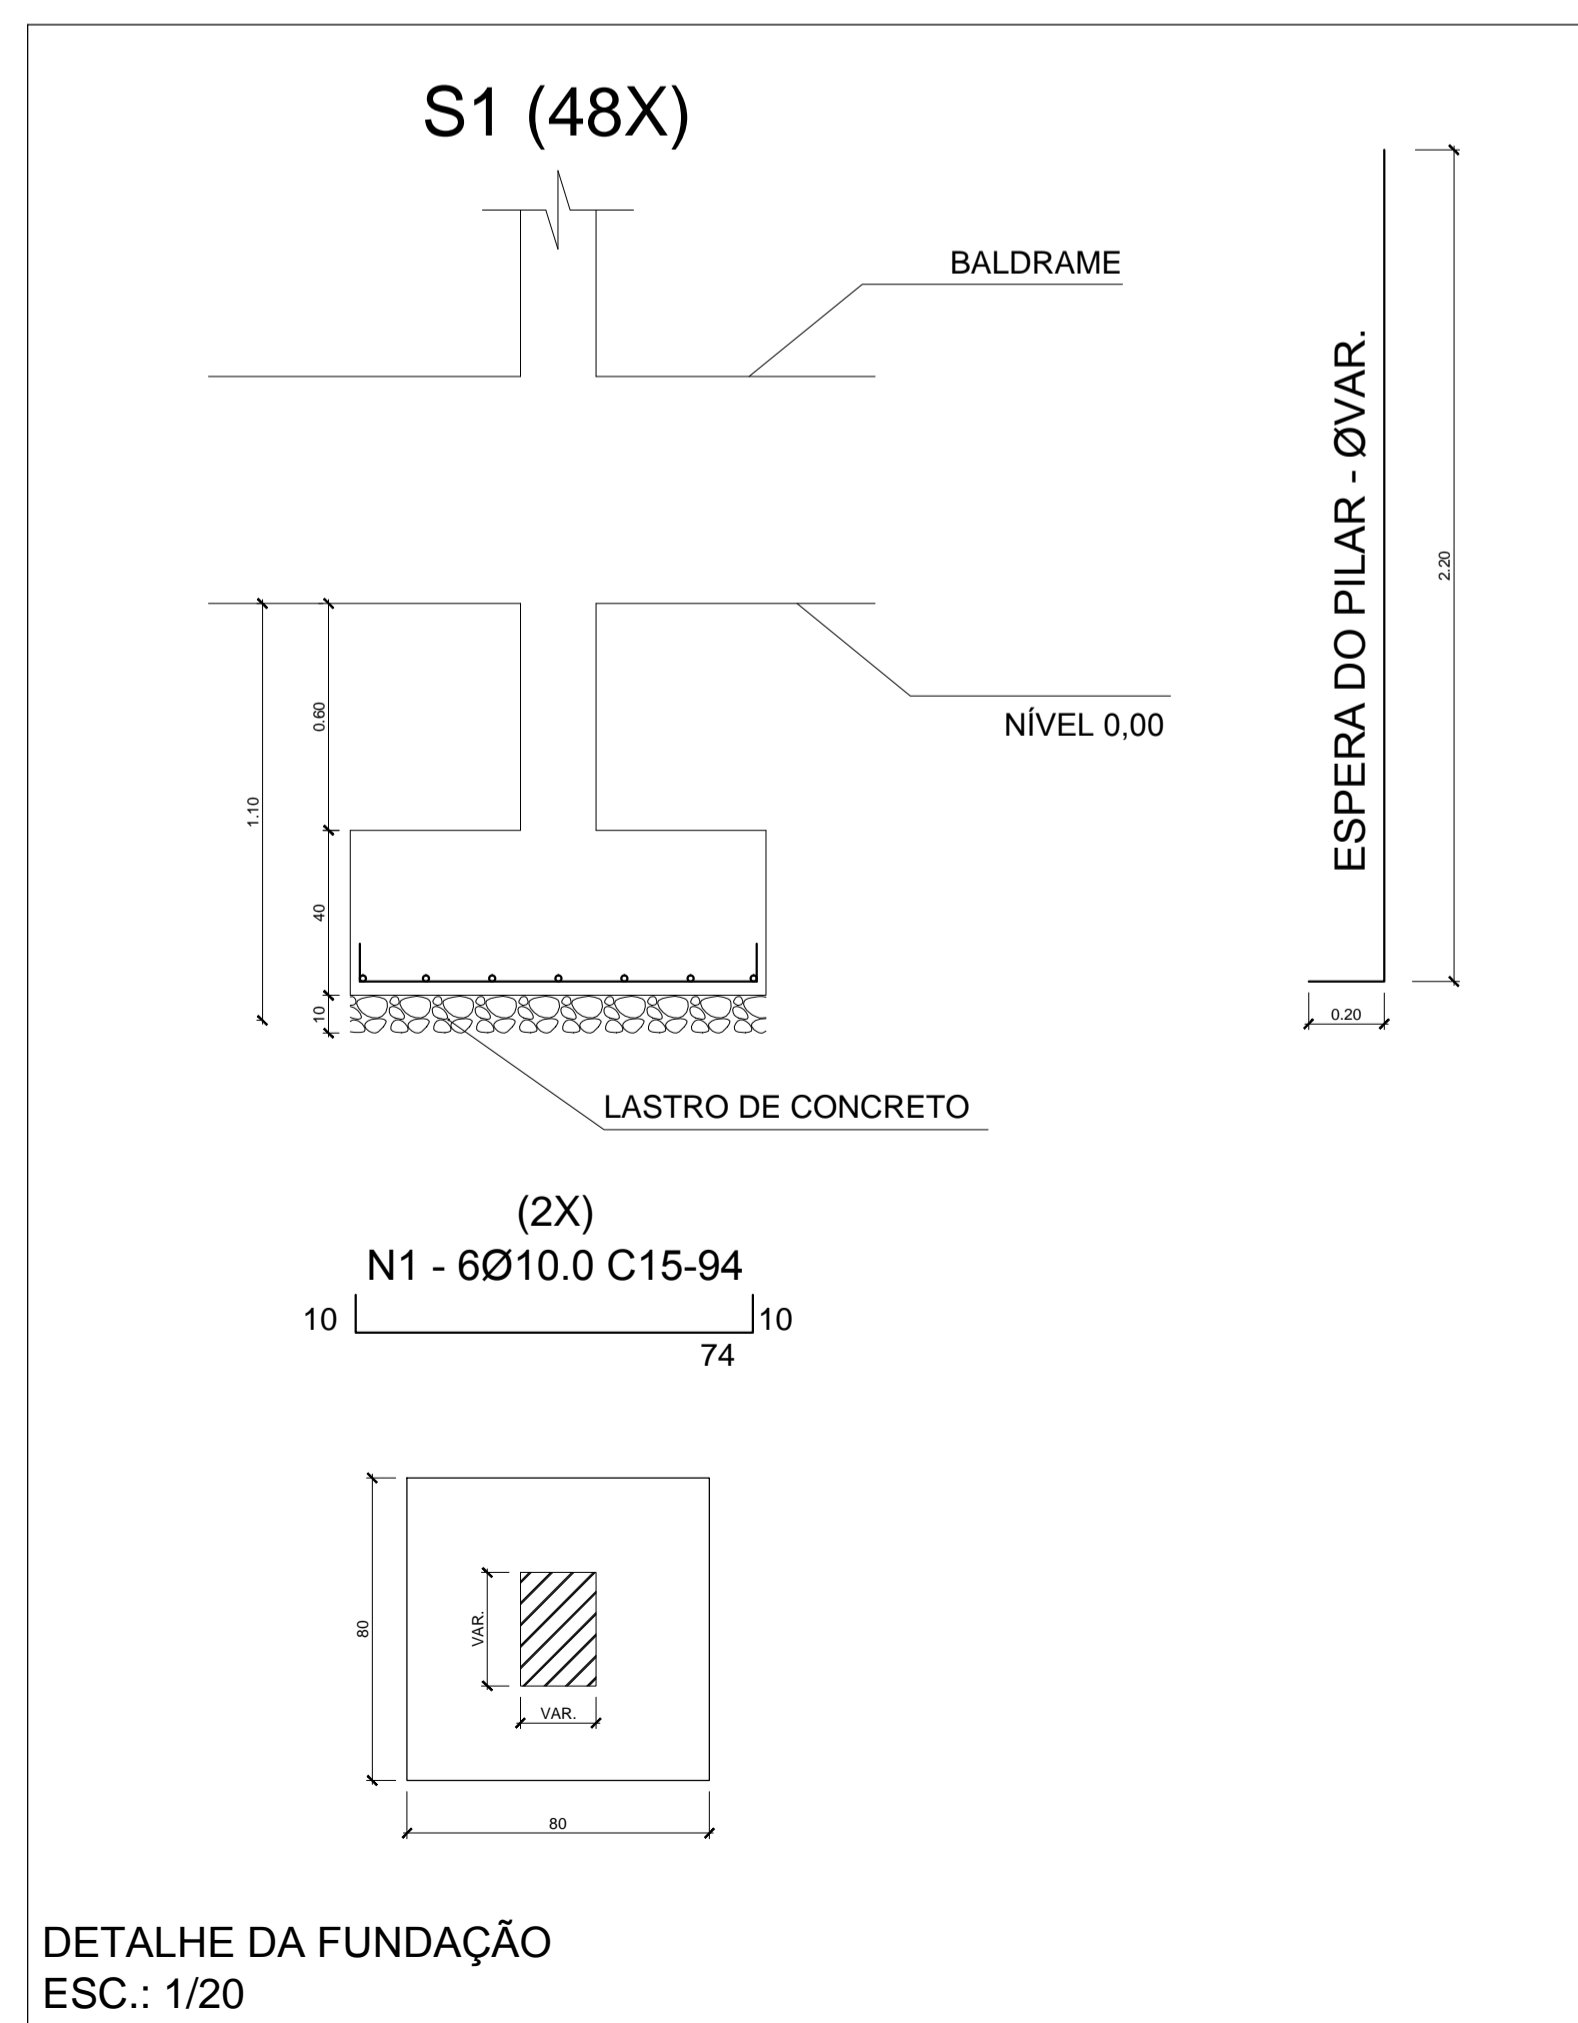 S1 (48X)
BALDRAME
ESPERA DO PILAR - ØVAR.
2.20
0.60
NÍVEL 0,00
1.10
40
10
0.20
LASTRO DE CONCRETO
(2X)
N1 - 6Ø10.0 C15-94
10
10
74
80
VAR.
VAR.
80
DETALHE DA FUNDAÇÃO
ESC.: 1/20